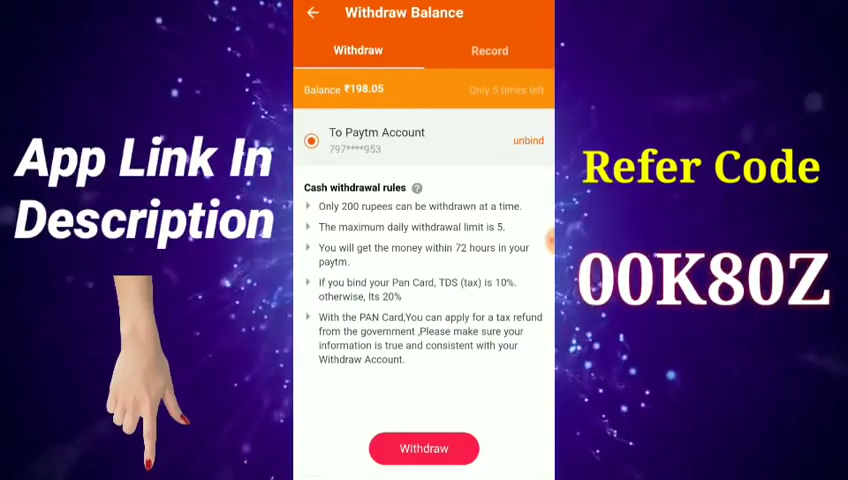 App Link In
Description
Withdraw Balance
Withdraw Record
Balance ₹198.05 Only 5 times left
To Paytm Account
797****953
unbind
Cash withdrawal rules ?
Only 200 rupees can be withdrawn at a time.
The maximum daily withdrawal limit is 5.
You will get the money within 72 hours in your
paytm.
If you bind your Pan Card, TDS (tax) is 10%.
otherwise, Its 20%
With the PAN Card,You can apply for a tax refund
from the government ,Please make sure your
information is true and consistent with your
Withdraw Account.
Withdraw
Refer Code
00K80Z